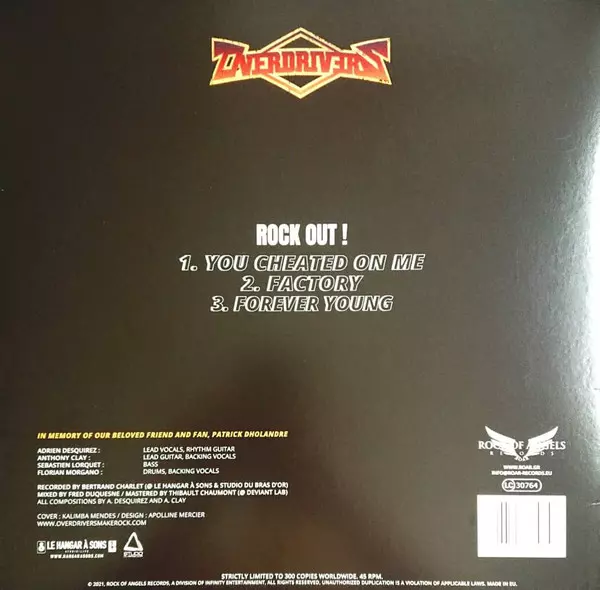 OVERDRIVERS
ROCK OUT !
1. YOU CHEATED ON ME
2. FACTORY
3. FOREVER YOUNG
IN MEMORY OF OUR BELOVED FRIEND AND FAN, PATRICK DHOLANDRE
ADRIEN DESQUIREZ : LEAD VOCALS, RHYTHM GUITAR
ANTHONY CLAY : LEAD GUITAR, BACKING VOCALS
SEBASTIEN LORQUET : BASS
FLORIAN MORGANO : DRUMS, BACKING VOCALS
RECORDED BY BERTRAND CHARLET (@ LE HANGAR À SONS & STUDIO DU BRAS D'OR)
MIXED BY FRED DUQUESNE / MASTERED BY THIBAULT CHAUMONT (@ DEVIANT LAB)
ALL COMPOSITIONS BY A. DESQUIREZ AND A. CLAY
COVER : KALIMBA MENDES / DESIGN : APOLLINE MERCIER
WWW.OVERDRIVERSMAKEROCK.COM
LE HANGAR À SONS
STUDIO
ROCK OF ANGELS
RECORDS
ROAR
WWW.ROAR.GR
INFO@ROAR-RECORDS.EU
LC 30764
STRICTLY LIMITED TO 300 COPIES WORLDWIDE. 45 RPM.
© 2021, ROCK OF ANGELS RECORDS, A DIVISION OF INFINITY ENTERTAINMENT. ALL RIGHTS RESERVED. UNAUTHORIZED DUPLICATION IS A VIOLATION OF APPLICABLE LAWS. MADE IN EU.